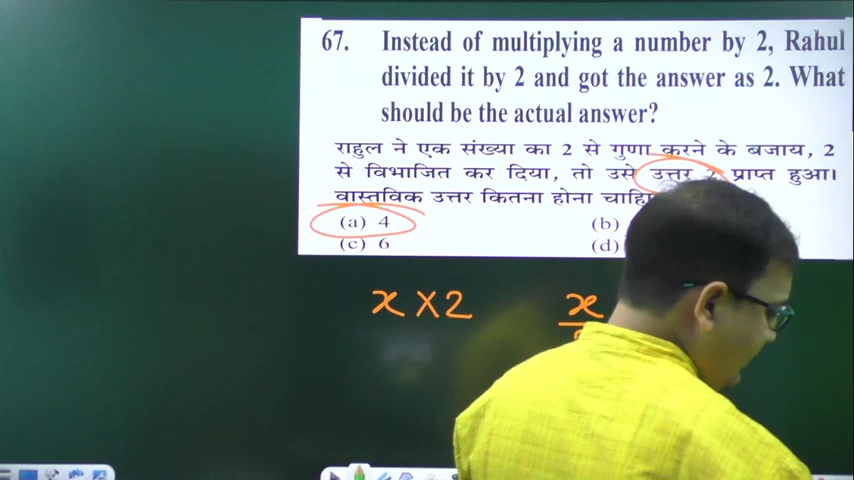 67. Instead of multiplying a number by 2, Rahul
divided it by 2 and got the answer as 2. What
should be the actual answer?
राहुल ने एक संख्या का 2 से गुणा करने के बजाय, 2
से विभाजित कर दिया, तो उसे उत्तर 2 प्राप्त हुआ।
वास्तविक उत्तर कितना होना
(a) 4 (b)
(c) 6 (d)
x × 2 x